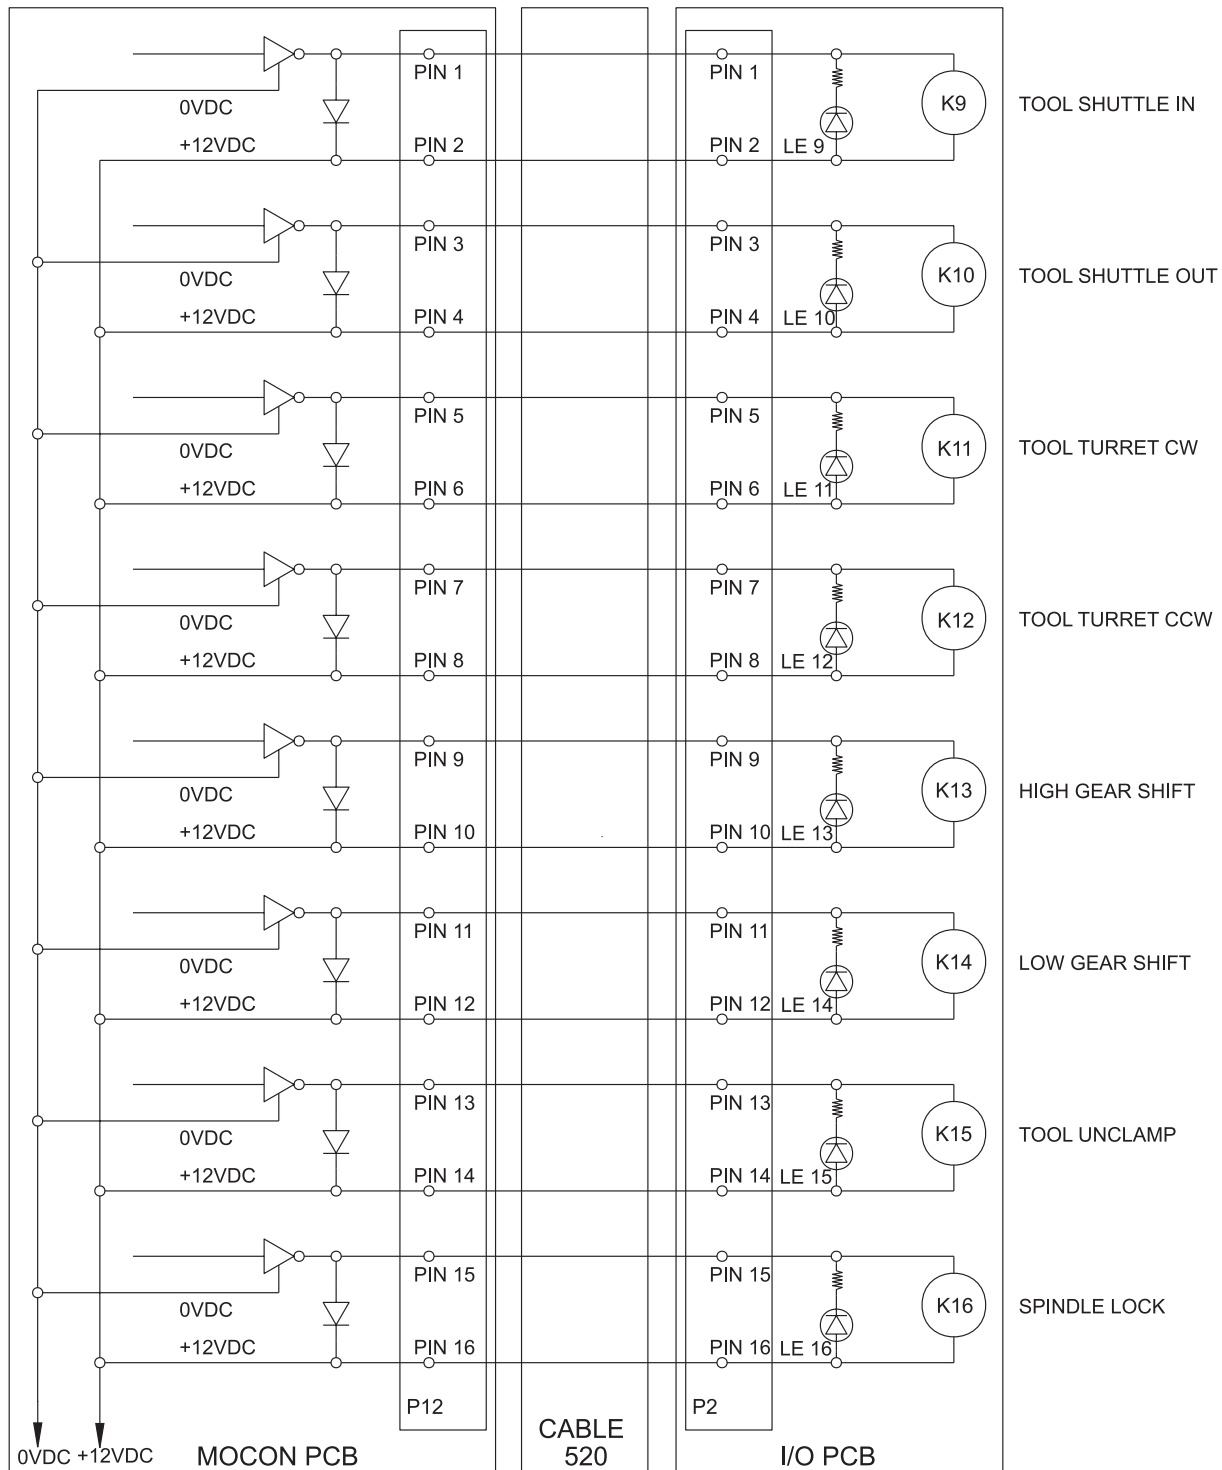 PIN 1 PIN 1
0VDC K9 TOOL SHUTTLE IN
+12VDC PIN 2 PIN 2 LE 9
PIN 3 PIN 3
0VDC K10 TOOL SHUTTLE OUT
+12VDC PIN 4 PIN 4 LE 10
PIN 5 PIN 5
0VDC K11 TOOL TURRET CW
+12VDC PIN 6 PIN 6 LE 11
PIN 7 PIN 7
0VDC K12 TOOL TURRET CCW
+12VDC PIN 8 PIN 8 LE 12
PIN 9 PIN 9
0VDC K13 HIGH GEAR SHIFT
+12VDC PIN 10 PIN 10 LE 13
PIN 11 PIN 11
0VDC K14 LOW GEAR SHIFT
+12VDC PIN 12 PIN 12 LE 14
PIN 13 PIN 13
0VDC K15 TOOL UNCLAMP
+12VDC PIN 14 PIN 14 LE 15
PIN 15 PIN 15
0VDC K16 SPINDLE LOCK
+12VDC PIN 16 PIN 16 LE 16
P12 P2
0VDC +12VDC MOCON PCB
CABLE
520
I/O PCB